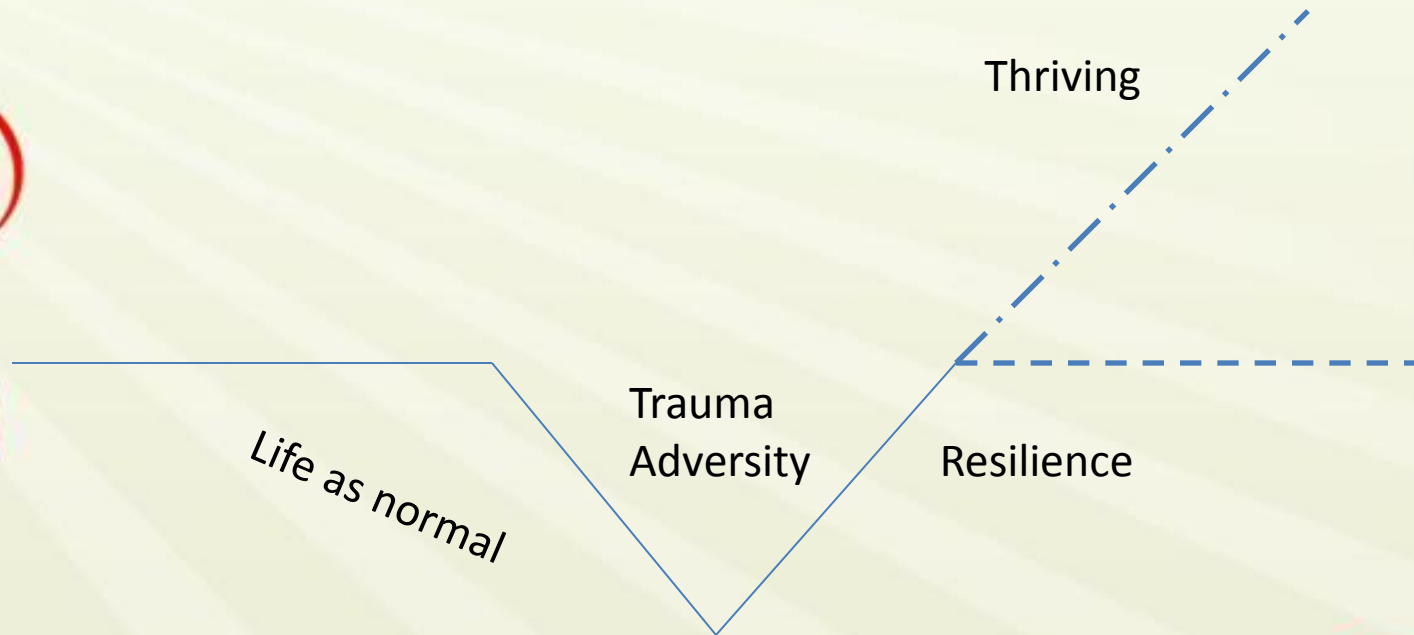 Thriving
Life as normal
Trauma
Adversity
Resilience